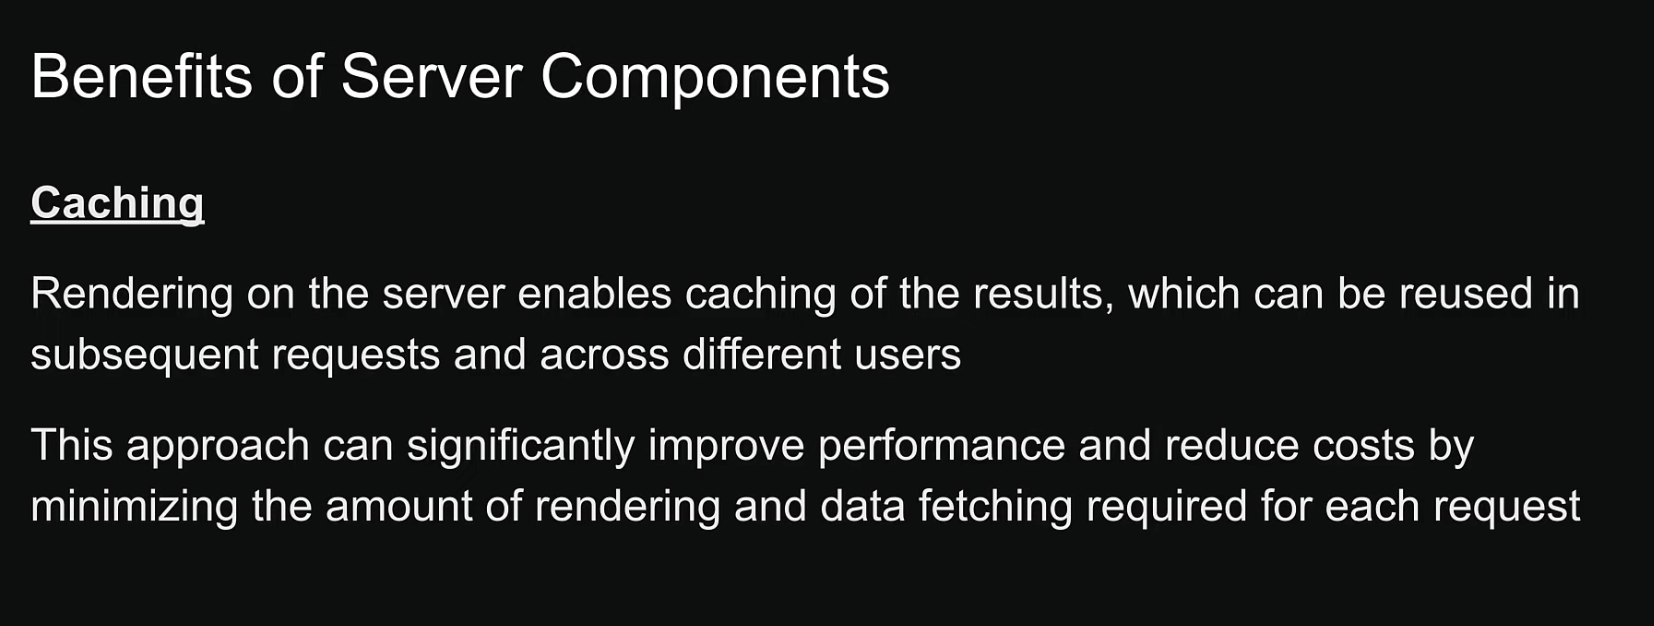 Benefits of Server Components
Caching
Rendering on the server enables caching of the results, which can be reused in
subsequent requests and across different users
This approach can significantly improve performance and reduce costs by
minimizing the amount of rendering and data fetching required for each request